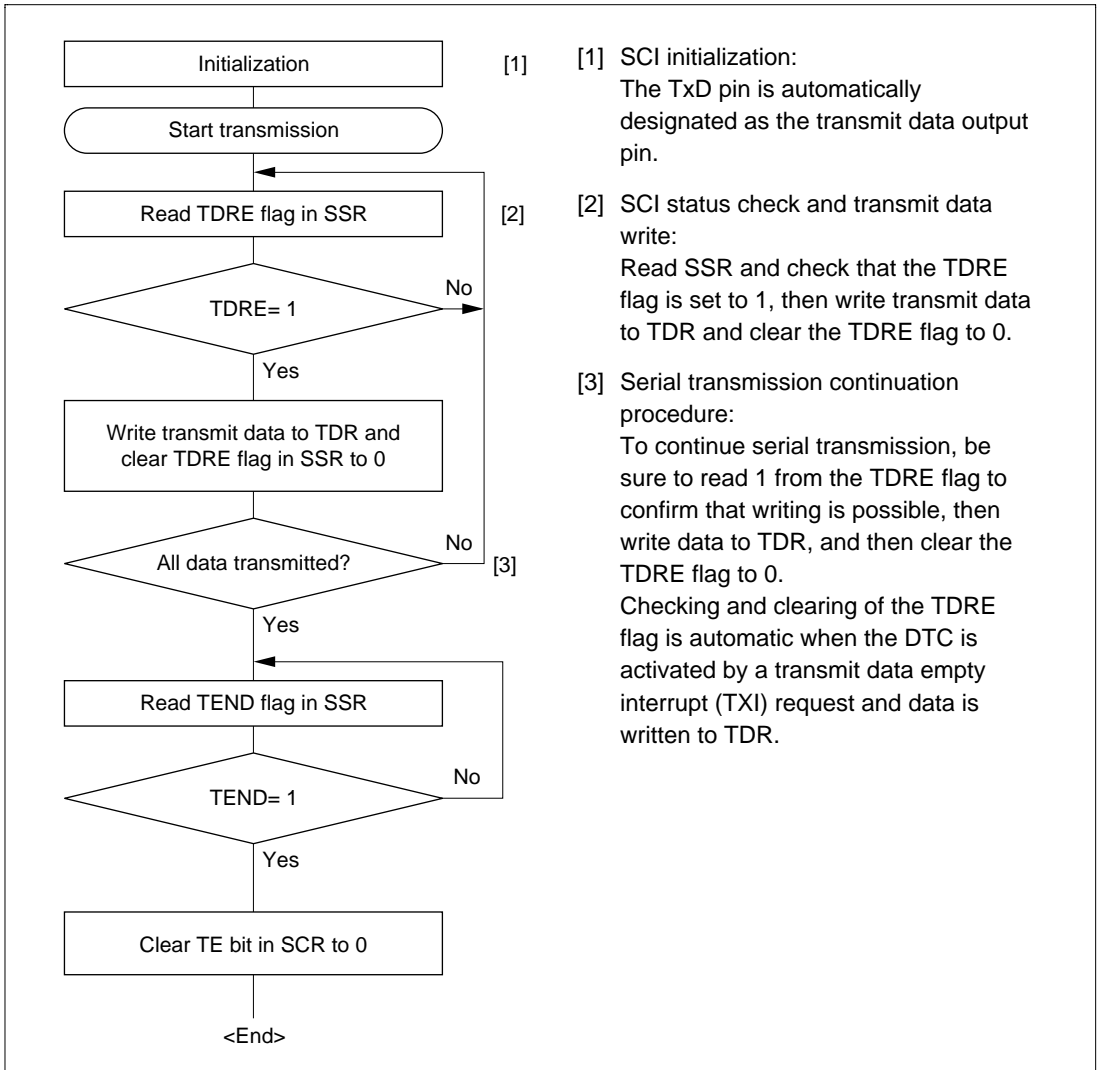 Initialization
[1]
Start transmission
Read TDRE flag in SSR
[2]
TDRE= 1
No
Yes
Write transmit data to TDR and
clear TDRE flag in SSR to 0
All data transmitted?
No
[3]
Yes
Read TEND flag in SSR
TEND= 1
No
Yes
Clear TE bit in SCR to 0
<End>
[1] SCI initialization:
The TxD pin is automatically
designated as the transmit data output
pin.
[2] SCI status check and transmit data
write:
Read SSR and check that the TDRE
flag is set to 1, then write transmit data
to TDR and clear the TDRE flag to 0.
[3] Serial transmission continuation
procedure:
To continue serial transmission, be
sure to read 1 from the TDRE flag to
confirm that writing is possible, then
write data to TDR, and then clear the
TDRE flag to 0.
Checking and clearing of the TDRE
flag is automatic when the DTC is
activated by a transmit data empty
interrupt (TXI) request and data is
written to TDR.